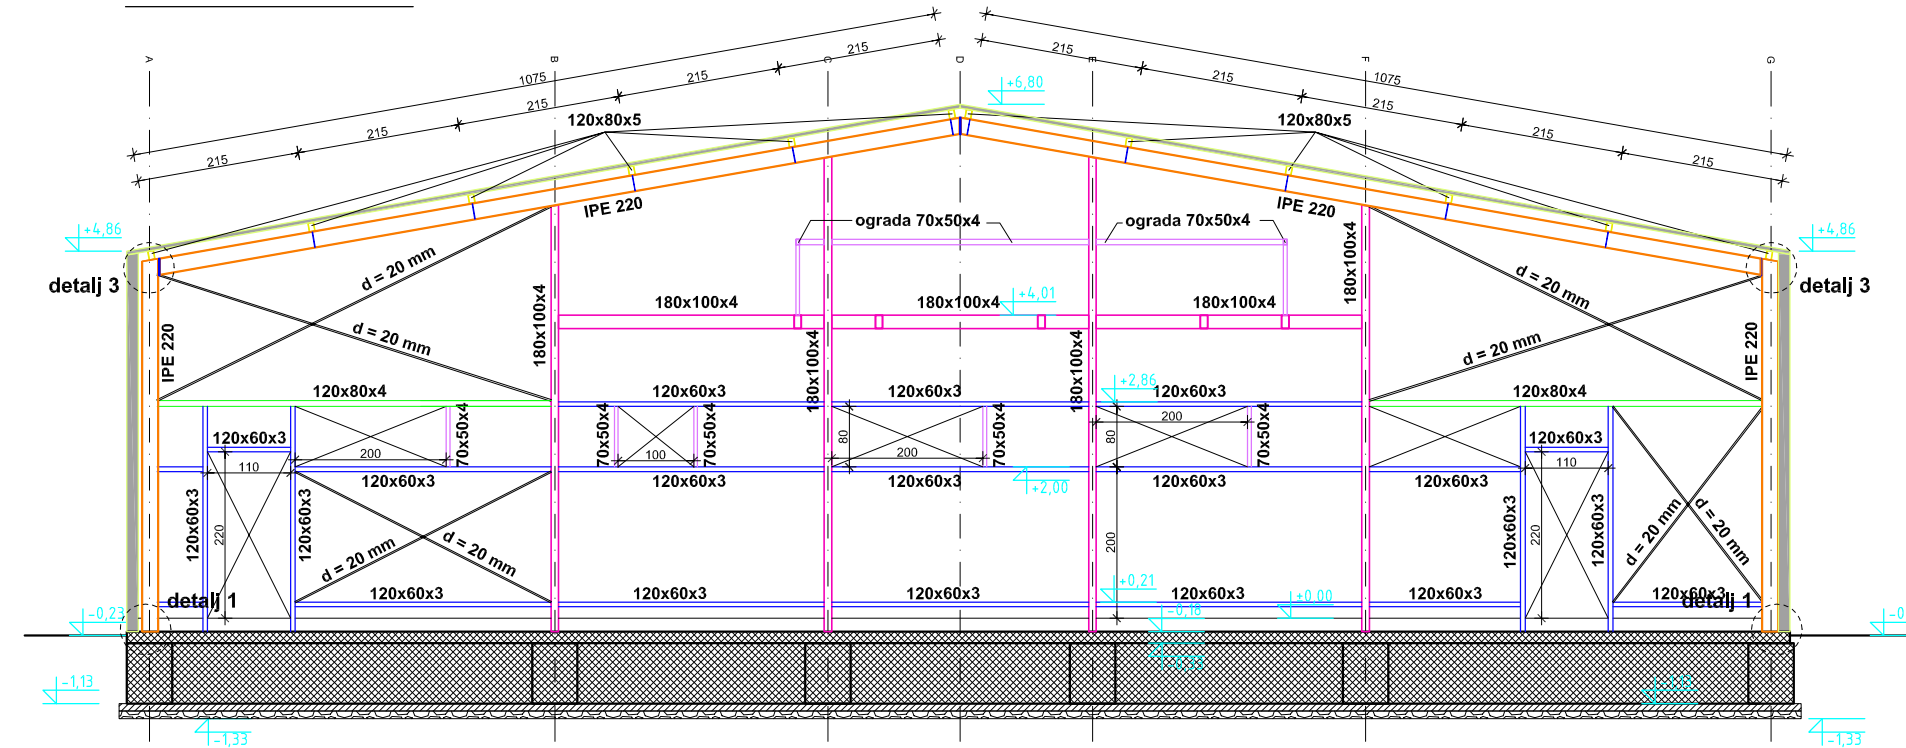 A
B
C
D
E
F
G
1075
1075
215
215
215
215
215
215
215
215
215
215
+6,80
120x80x5
120x80x5
IPE 220
IPE 220
ograda 70x50x4
ograda 70x50x4
+4,86
+4,86
detalj 3
detalj 3
d = 20 mm
d = 20 mm
d = 20 mm
d = 20 mm
180x100x4
180x100x4
180x100x4
+4,01
180x100x4
180x100x4
180x100x4
180x100x4
IPE 220
IPE 220
120x80x4
120x60x3
120x60x3
+2,86
120x60x3
120x80x4
120x60x3
200
70x50x4
70x50x4
100
70x50x4
80
200
70x50x4
80
200
70x50x4
120x60x3
110
110
120x60x3
120x60x3
120x60x3
+2,00
120x60x3
120x60x3
120x60x3
220
120x60x3
d = 20 mm
d = 20 mm
200
120x60x3
220
120x60x3
d = 20 mm
d = 20 mm
120x60x3
120x60x3
120x60x3
+0,21
120x60x3
120x60x3
120x60x3
detalj 1
detalj 1
±0,00
-0,18
-0,23
-0
-1,13
-1,33
-1,33